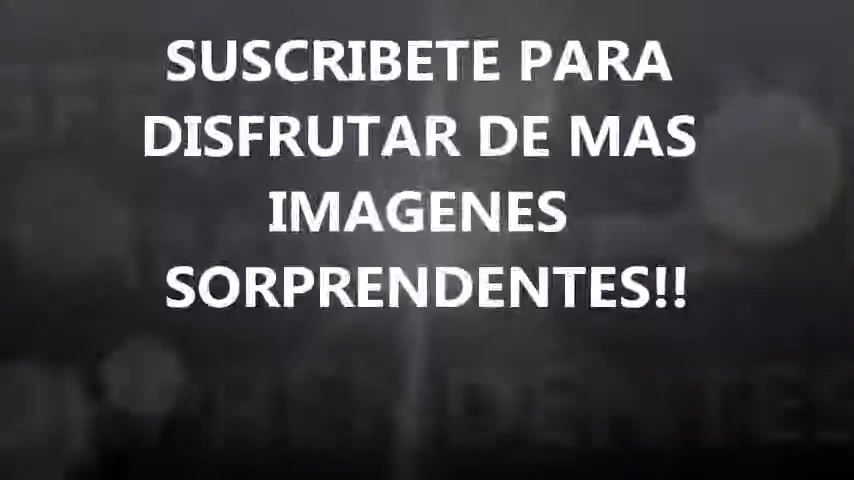 SUSCRIBETE PARA
DISFRUTAR DE MAS
IMAGENES
SORPRENDENTES!!